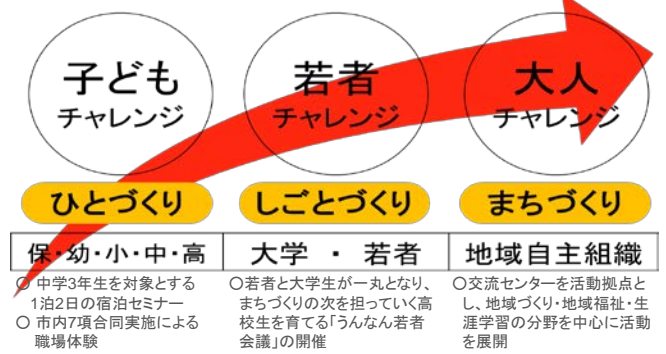 子ども
チャレンジ
若者
チャレンジ
大人
チャレンジ
ひとづくり
しごとづくり
まちづくり
保・幼・小・中・高
大学 ・ 若者
地域自主組織
〇 中学3年生を対象とする
1泊2日の宿泊セミナー
〇 市内7項合同実施による
職場体験
〇若者と大学生が一丸となり、
まちづくりの次を担っていく高
校生を育てる「うんなん若者
会議」の開催
〇交流センターを活動拠点と
し、地域づくり・地域福祉・生
涯学習の分野を中心に活動
を展開